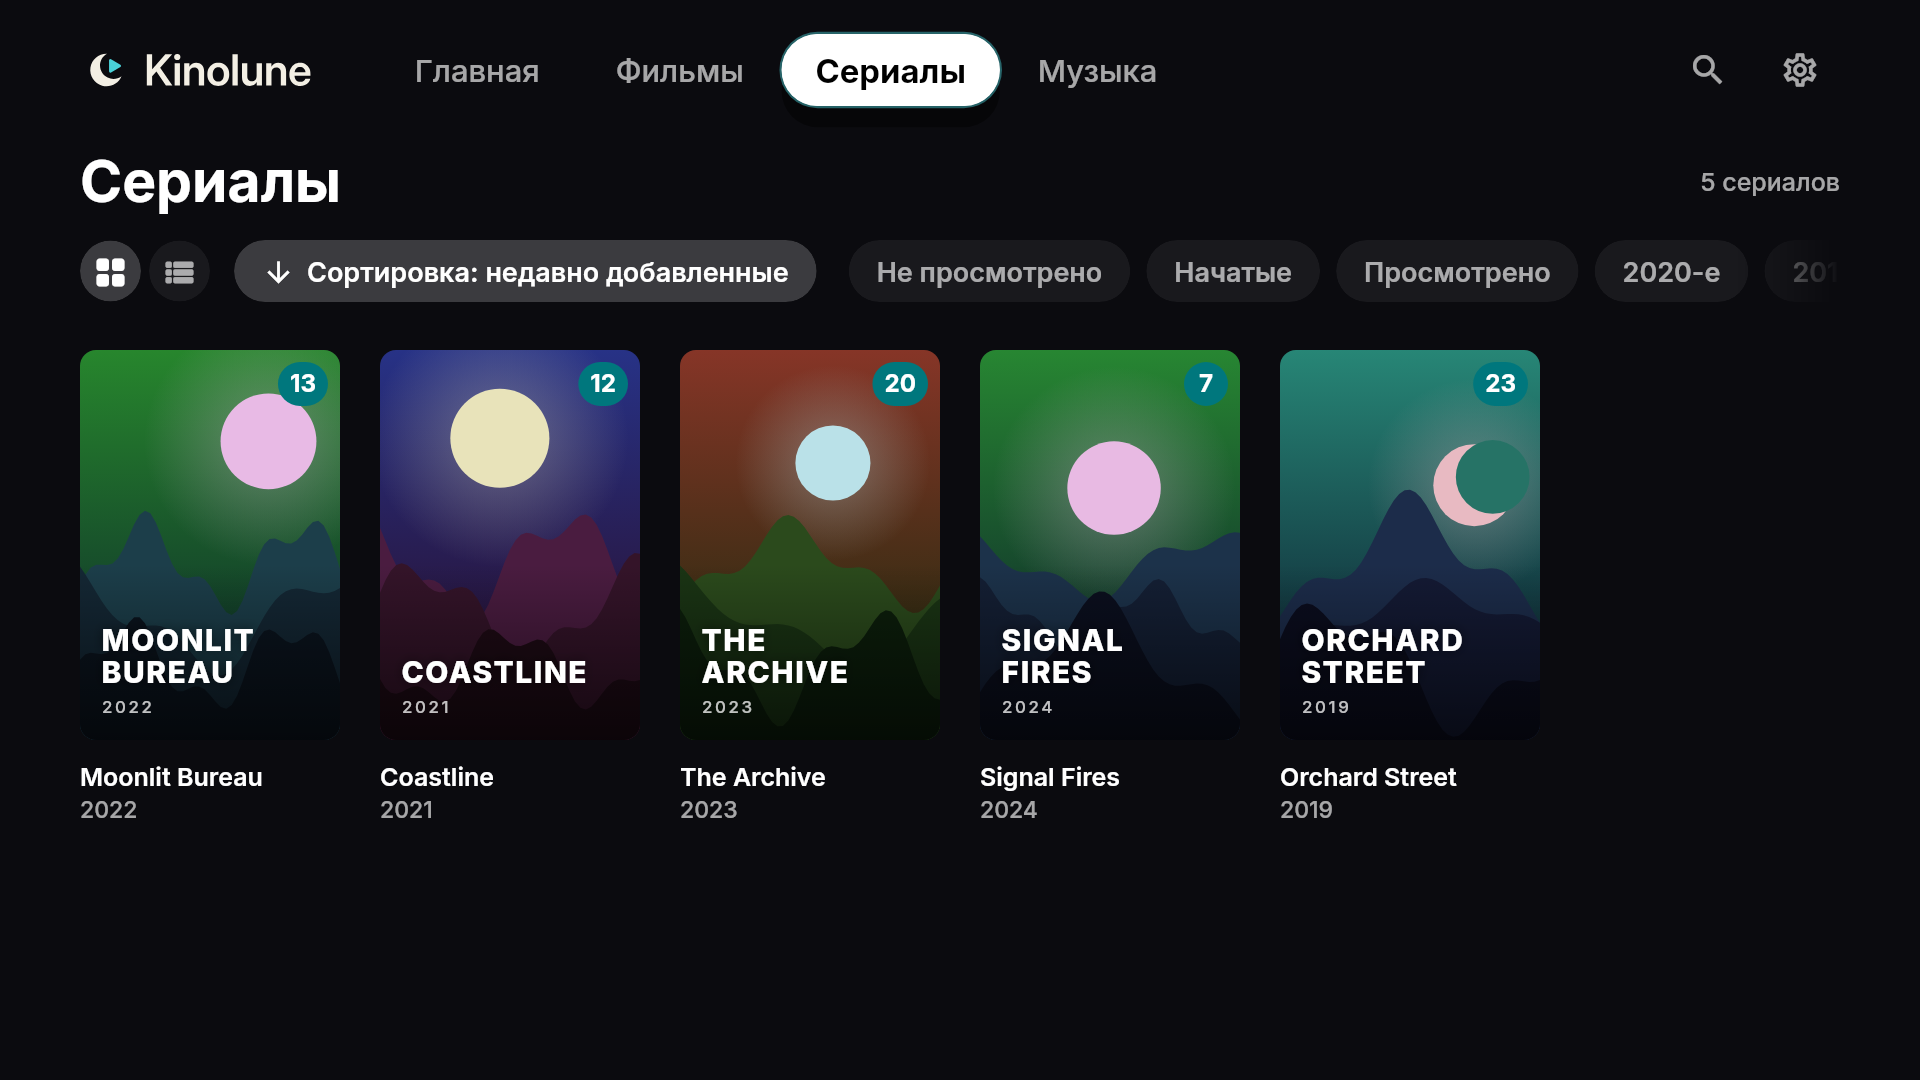 Kinolune
Главная
Фильмы
Сериалы
Музыка
Сериалы
5 сериалов
Сортировка: недавно добавленные
Не просмотрено
Начатые
Просмотрено
2020-е
13
12
20
7
23
MOONLIT
BUREAU
2022
COASTLINE
2021
THE
ARCHIVE
2023
SIGNAL
FIRES
2024
ORCHARD
STREET
2019
Moonlit Bureau
2022
Coastline
2021
The Archive
2023
Signal Fires
2024
Orchard Street
2019